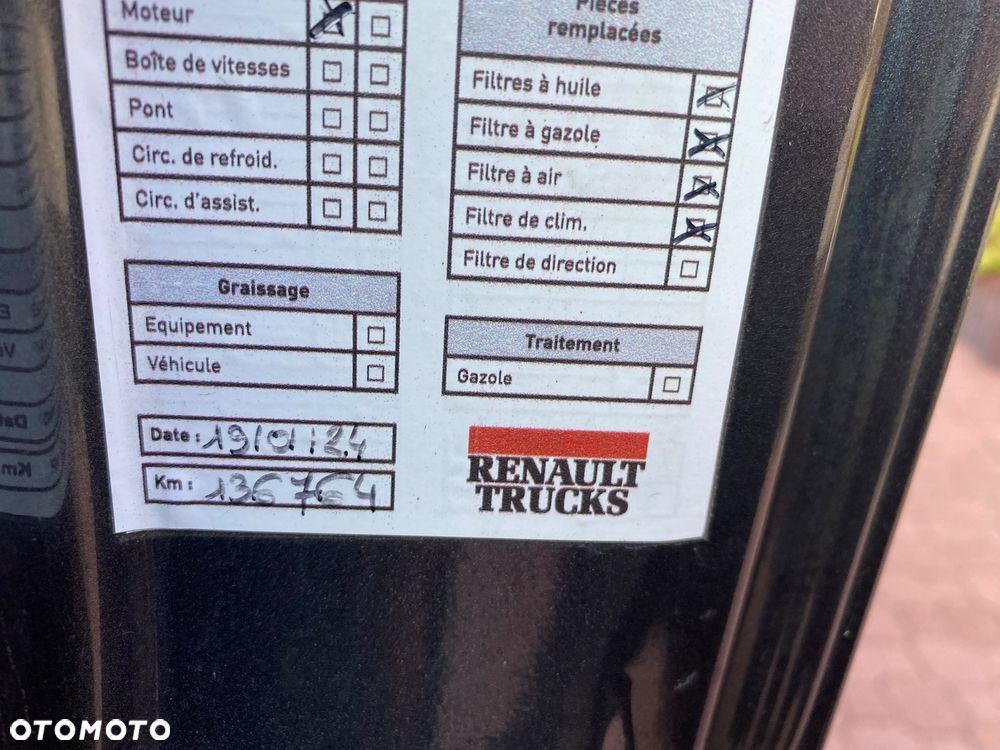 Moteur
Boîte de vitesses
Pont
Circ. de refroid.
Circ. d'assist.
Graissage
Equipement
Véhicule
Date : 19/01/24
Km : 136764
Pièces
remplacées
Filtres à huile
Filtre à gazole
Filtre à air
Filtre de clim.
Filtre de direction
Traitement
Gazole
RENAULT
TRUCKS
Km
OTOMOTO